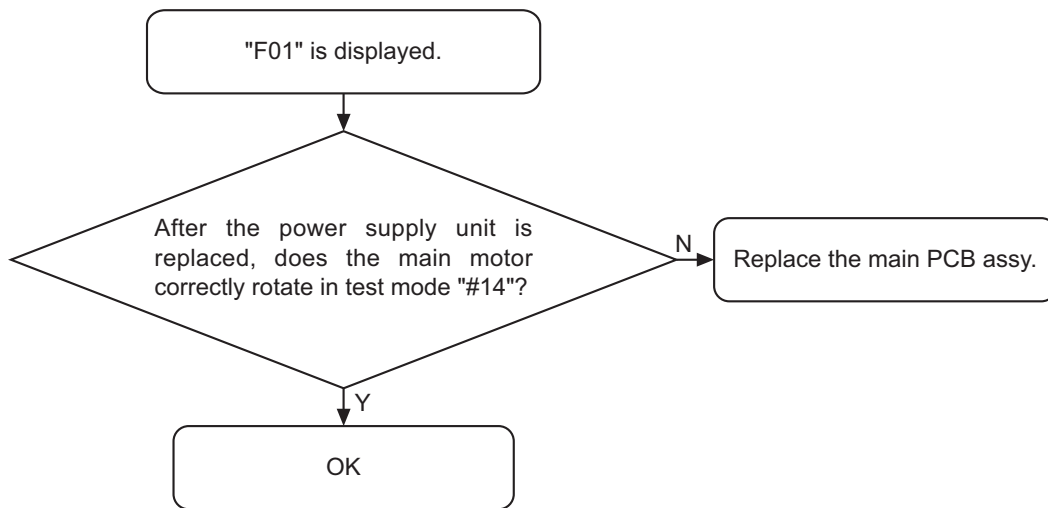 "F01" is displayed.
After the power supply unit is
replaced, does the main motor
correctly rotate in test mode "#14"?
N
Replace the main PCB assy.
Y
OK